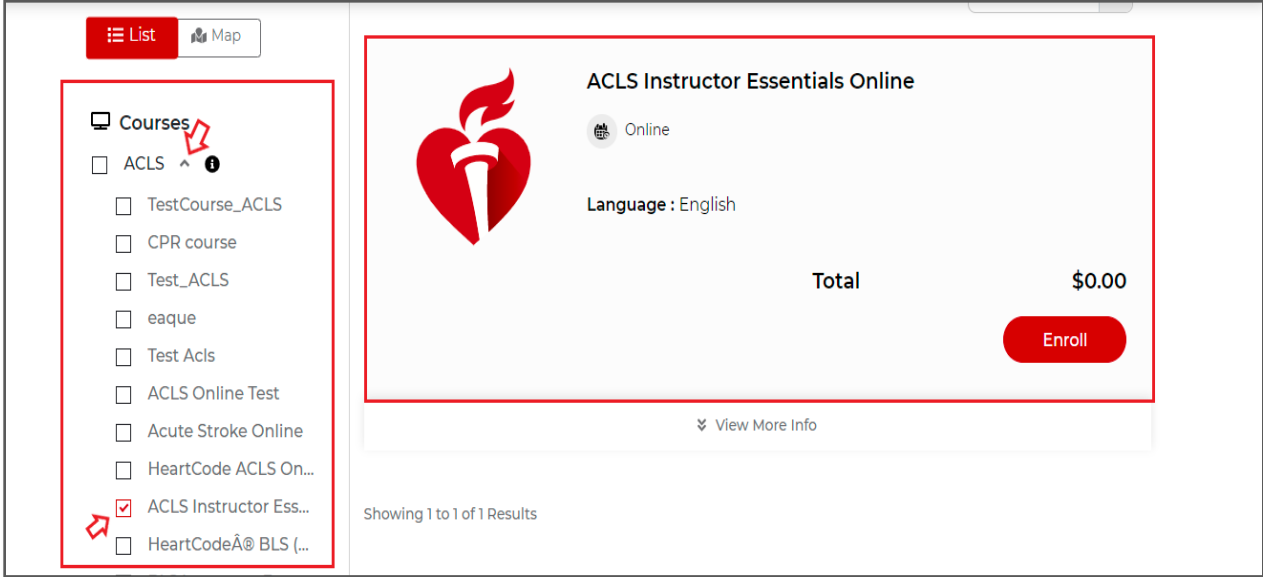 List
Map
Courses
ACLS
TestCourse_ACLS
CPR course
Test_ACLS
eaque
Test Acls
ACLS Online Test
Acute Stroke Online
HeartCode ACLS On...
ACLS Instructor Ess...
HeartCodeÂ® BLS (...
ACLS Instructor Essentials Online
Online
Language : English
Total $0.00
Enroll
View More Info
Showing 1 to 1 of 1 Results